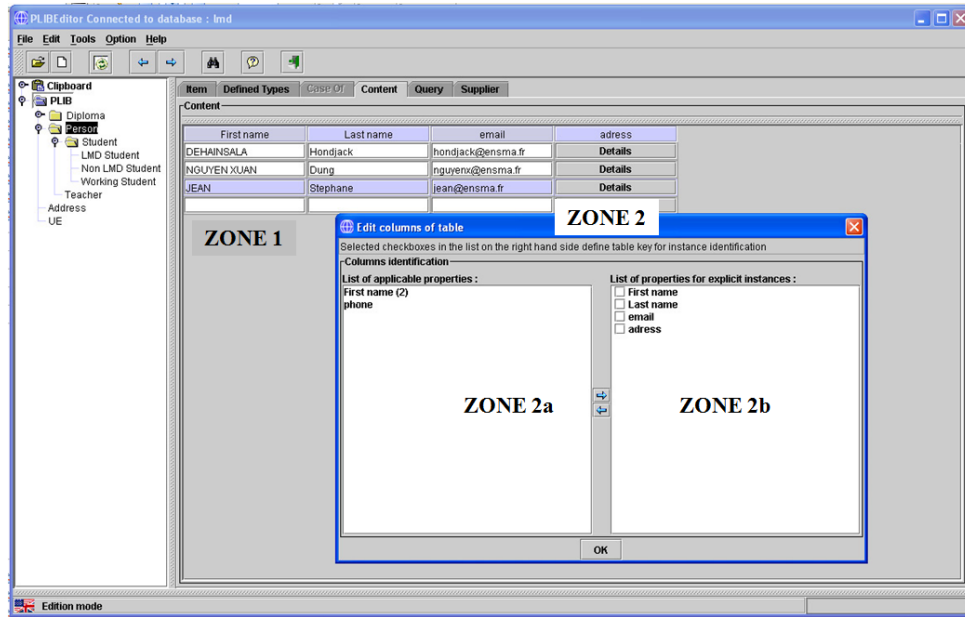 PLIBEditor Connected to database : lmd
File Edit Tools Option Help
Clipboard
PLIB
Diploma
Person
Student
LMD Student
Non LMD Student
Working Student
Teacher
Address
UE
Item Defined Types Case Of Content Query Supplier
Content
First name Last name email adress
DEHAINSALA Hondjack hondjack@ensma.fr Details
NGUYEN XUAN Dung nguyenx@ensma.fr Details
JEAN Stephane jean@ensma.fr Details
ZONE 1
ZONE 2
Edit columns of table
Selected checkboxes in the list on the right hand side define table key for instance identification
Columns identification
List of applicable properties :
First name (2)
phone
ZONE 2a
List of properties for explicit instances :
First name
Last name
email
adress
ZONE 2b
OK
Edition mode